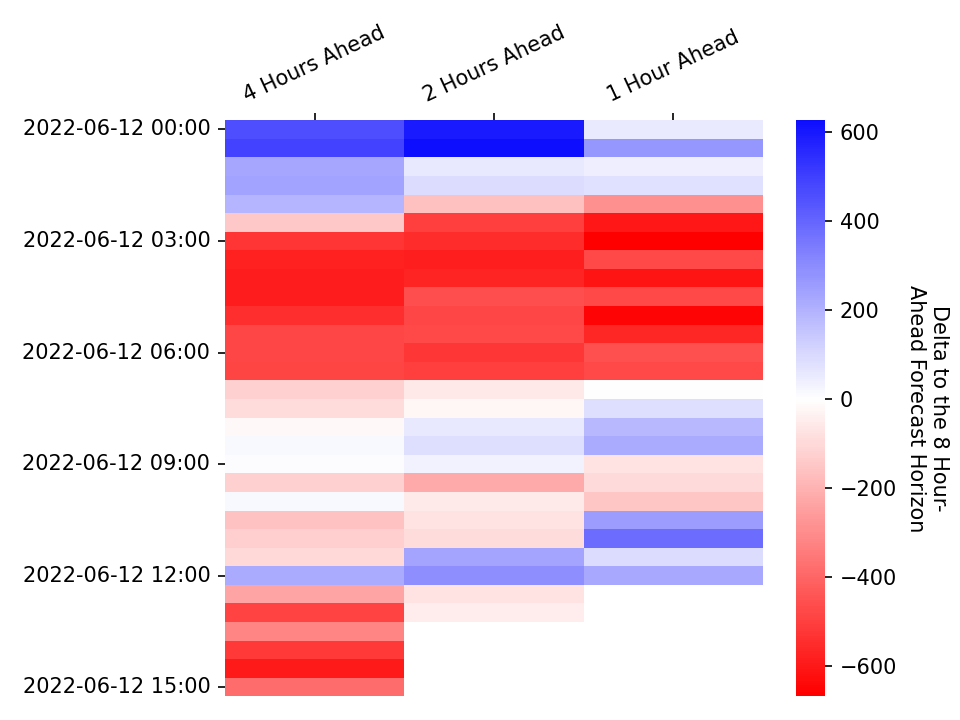 4 Hours Ahead
2 Hours Ahead
1 Hour Ahead
2022-06-12 00:00
2022-06-12 03:00
2022-06-12 06:00
2022-06-12 09:00
2022-06-12 12:00
2022-06-12 15:00
600
400
200
0
−200
−400
−600
Delta to the 8 Hour-
Ahead Forecast Horizon